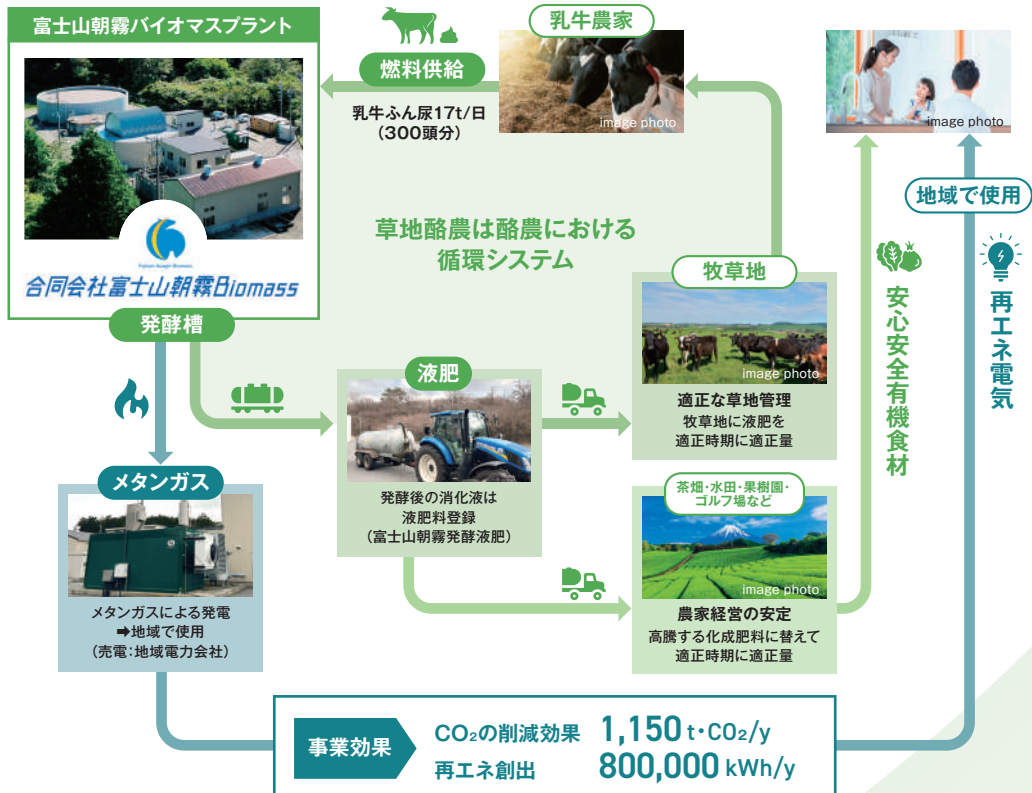 富士山朝霧バイオマスプラント
合同会社富士山朝霧Biomass
発酵槽
燃料供給
乳牛ふん尿17t/日
(300頭分)
乳牛農家
image photo
image photo
地域で使用
再エネ電気
安心安全有機食材
草地酪農は酪農における
循環システム
牧草地
image photo
適正な草地管理
牧草地に液肥を
適正時期に適正量
液肥
発酵後の消化液は
液肥料登録
(富士山朝霧発酵液肥)
茶畑・水田・果樹園・
ゴルフ場など
image photo
農家経営の安定
高騰する化成肥料に替えて
適正時期に適正量
メタンガス
メタンガスによる発電
➡地域で使用
(売電:地域電力会社)
事業効果
CO₂の削減効果 1,150 t・CO₂/y
再エネ創出 800,000 kWh/y